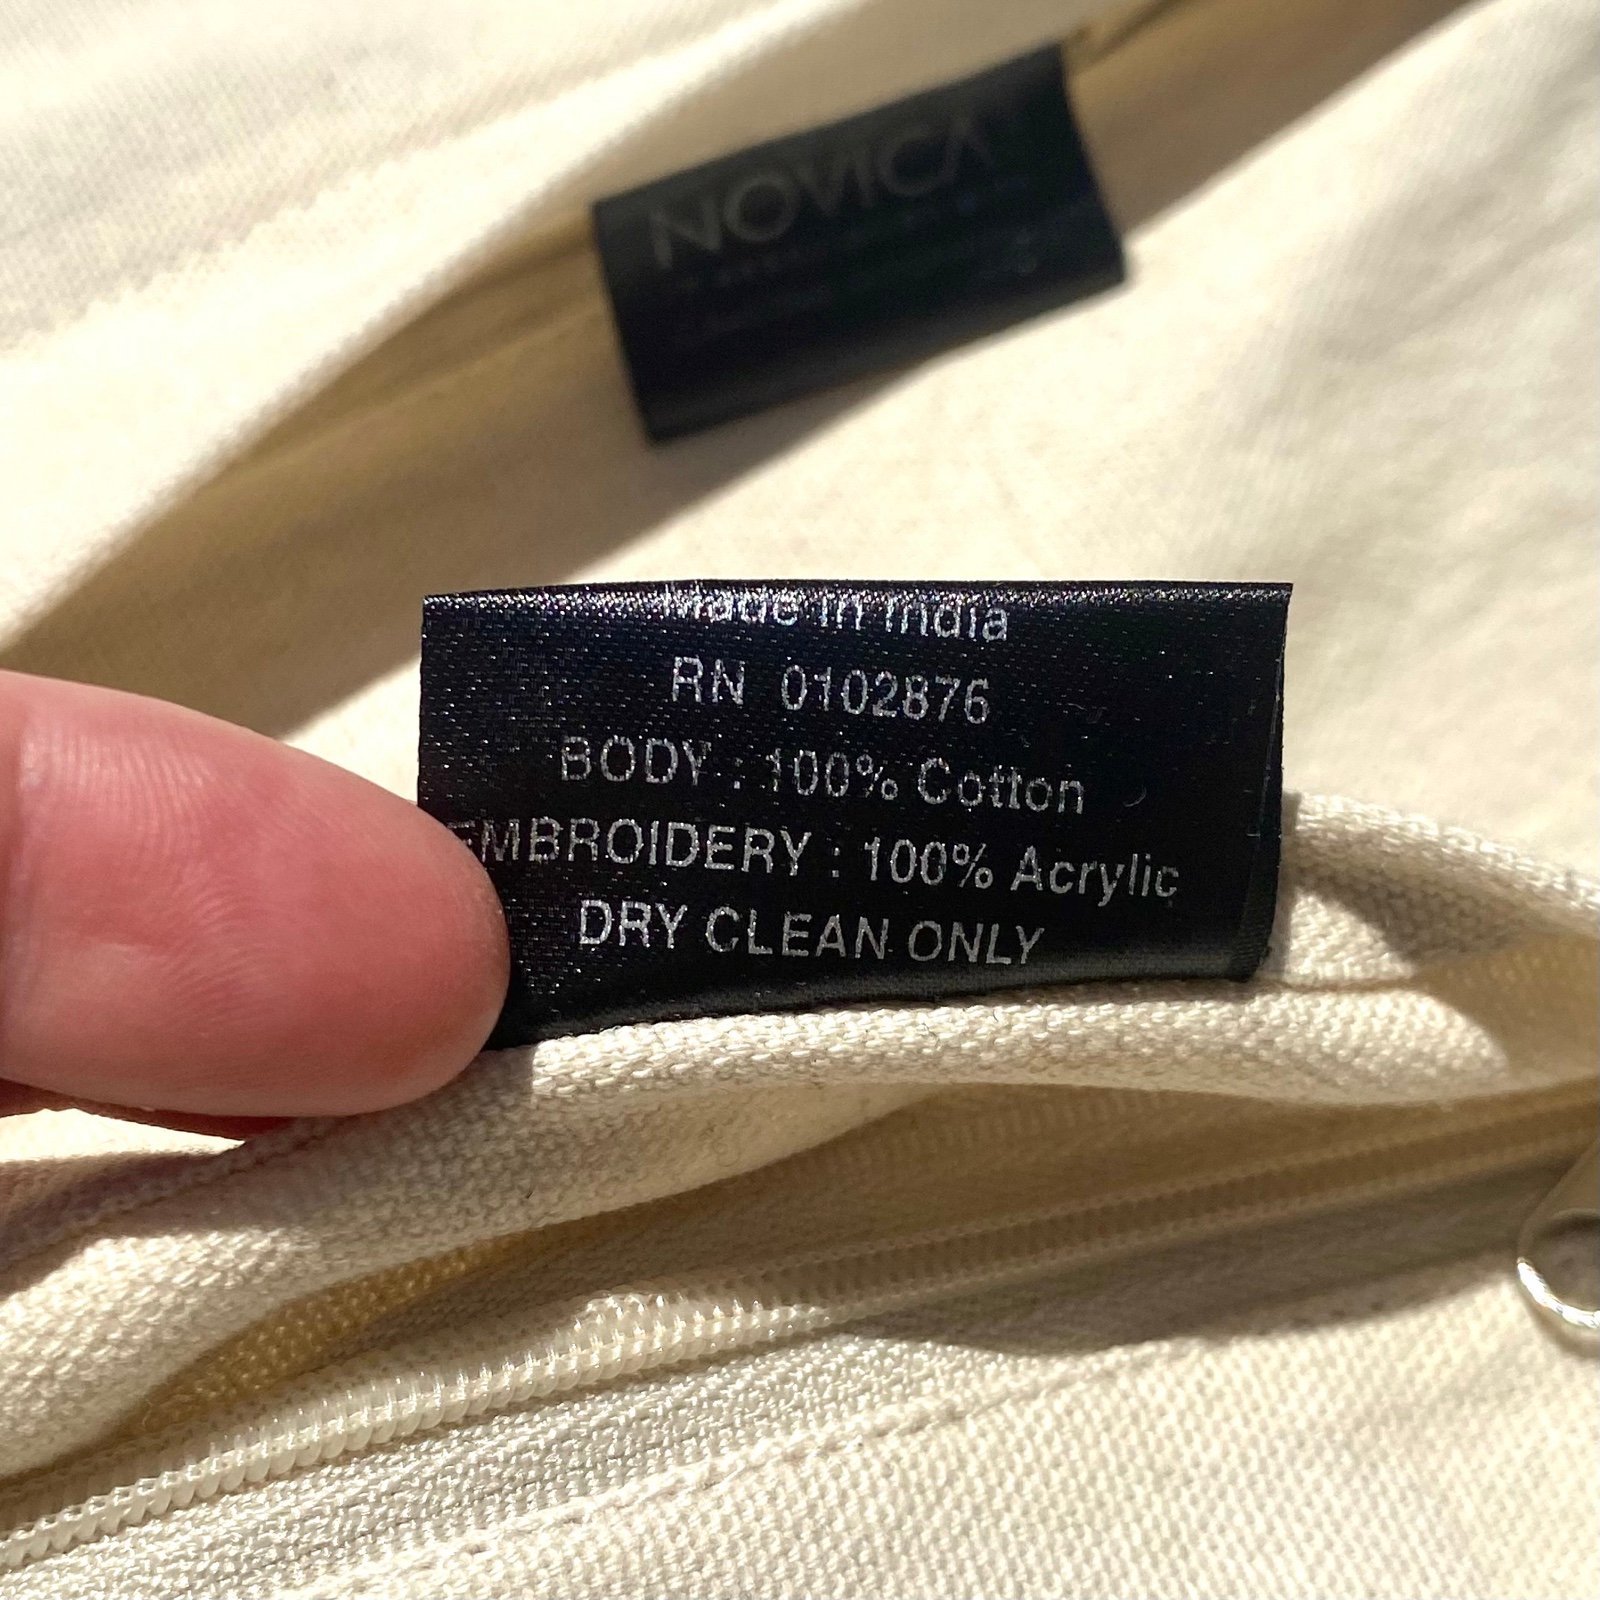 NOVICA
Made in India
RN 0102876
BODY : 100% Cotton
EMBROIDERY : 100% Acrylic
DRY CLEAN ONLY